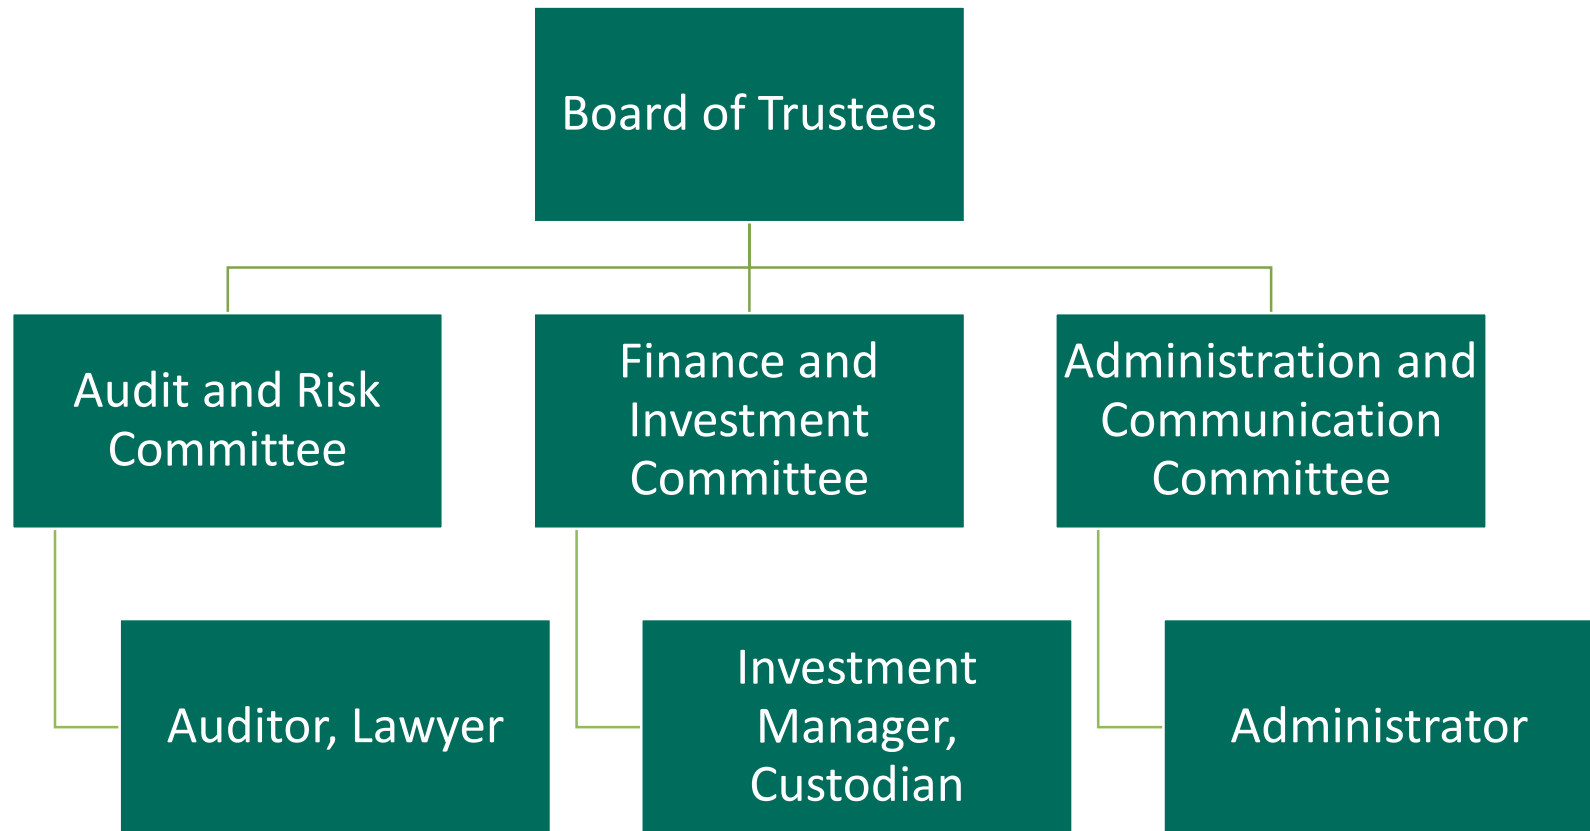 Board of Trustees
Audit and Risk
Committee
Finance and
Investment
Committee
Administration and
Communication
Committee
Auditor, Lawyer
Investment
Manager,
Custodian
Administrator